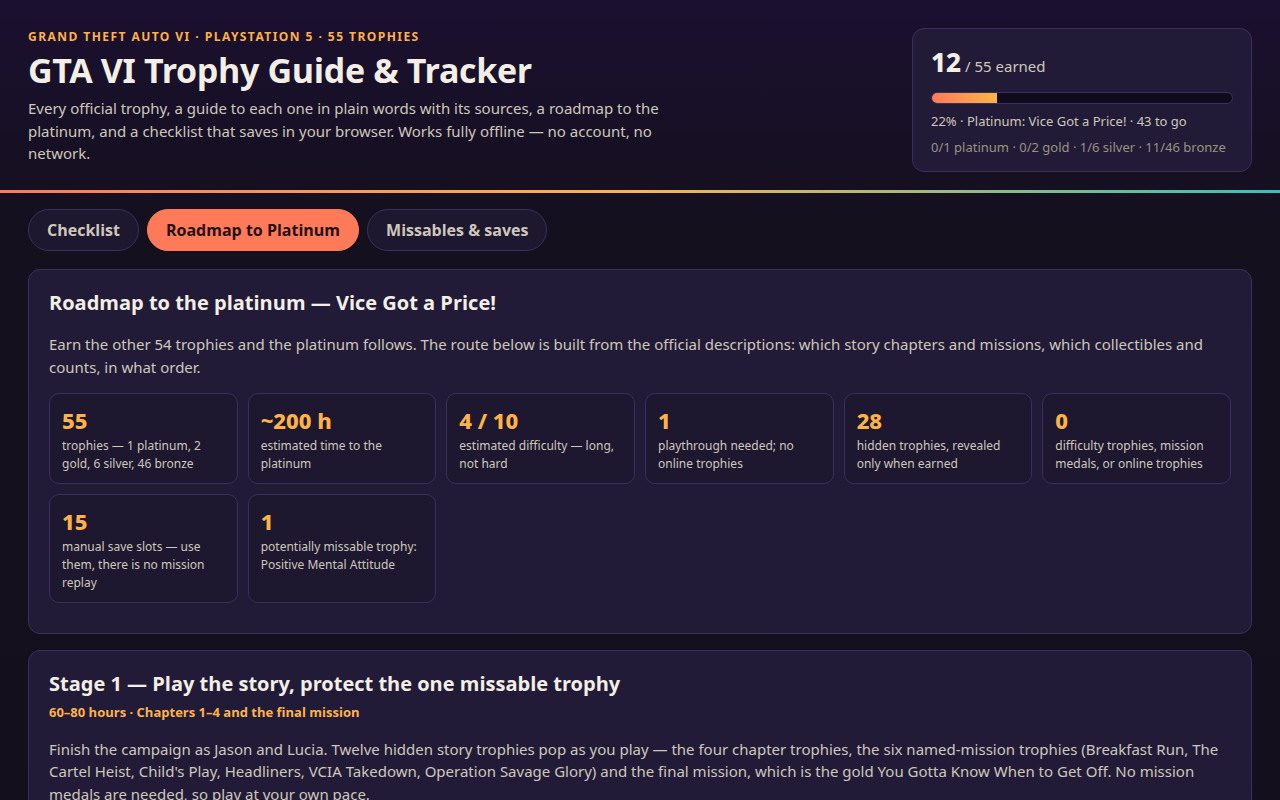 GRAND THEFT AUTO VI · PLAYSTATION 5 · 55 TROPHIES
GTA VI Trophy Guide & Tracker
Every official trophy, a guide to each one in plain words with its sources, a roadmap to the
platinum, and a checklist that saves in your browser. Works fully offline — no account, no
network.
12 / 55 earned
22% · Platinum: Vice Got a Price! · 43 to go
0/1 platinum · 0/2 gold · 1/6 silver · 11/46 bronze
Checklist
Roadmap to Platinum
Missables & saves
Roadmap to the platinum — Vice Got a Price!
Earn the other 54 trophies and the platinum follows. The route below is built from the official descriptions: which story chapters and missions, which collectibles and
counts, in what order.
55
trophies — 1 platinum, 2
gold, 6 silver, 46 bronze
~200 h
estimated time to the
platinum
4 / 10
estimated difficulty — long,
not hard
1
playthrough needed; no
online trophies
28
hidden trophies, revealed
only when earned
0
difficulty trophies, mission
medals, or online trophies
15
manual save slots — use
them, there is no mission
replay
1
potentially missable trophy:
Positive Mental Attitude
Stage 1 — Play the story, protect the one missable trophy
60–80 hours · Chapters 1–4 and the final mission
Finish the campaign as Jason and Lucia. Twelve hidden story trophies pop as you play — the four chapter trophies, the six named-mission trophies (Breakfast Run, The
Cartel Heist, Child's Play, Headliners, VCIA Takedown, Operation Savage Glory) and the final mission, which is the gold You Gotta Know When to Get Off. No mission
medals are needed, so play at your own pace.